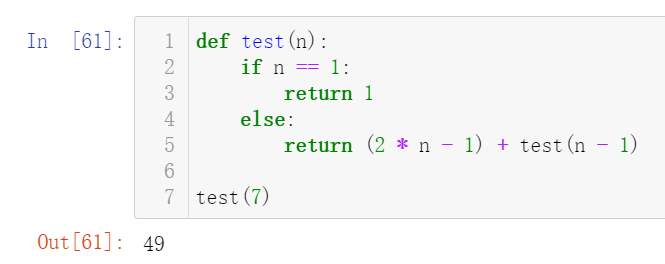 In [61]:
1 def test(n):
2     if n == 1:
3         return 1
4     else:
5         return (2 * n - 1) + test(n - 1)
6
7 test(7)
Out[61]: 49